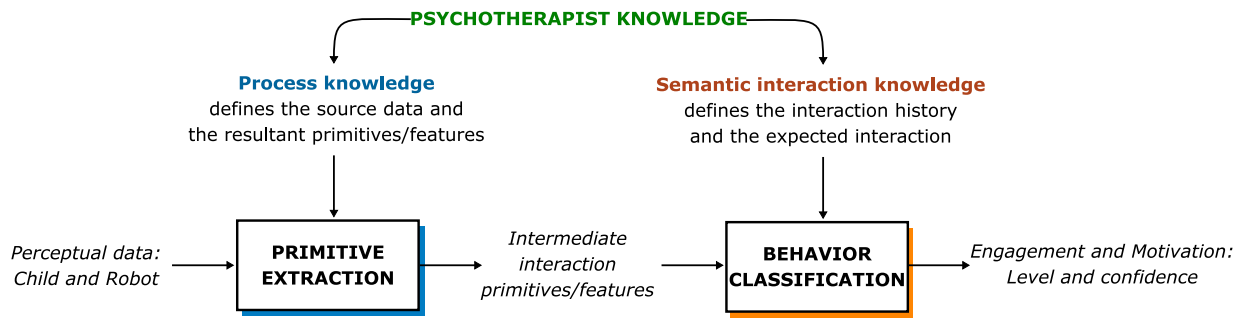 PSYCHOTHERAPIST KNOWLEDGE
Process knowledge
defines the source data and
the resultant primitives/features
Semantic interaction knowledge
defines the interaction history
and the expected interaction
Perceptual data:
Child and Robot
PRIMITIVE
EXTRACTION
Intermediate
interaction
primitives/features
BEHAVIOR
CLASSIFICATION
Engagement and Motivation:
Level and confidence